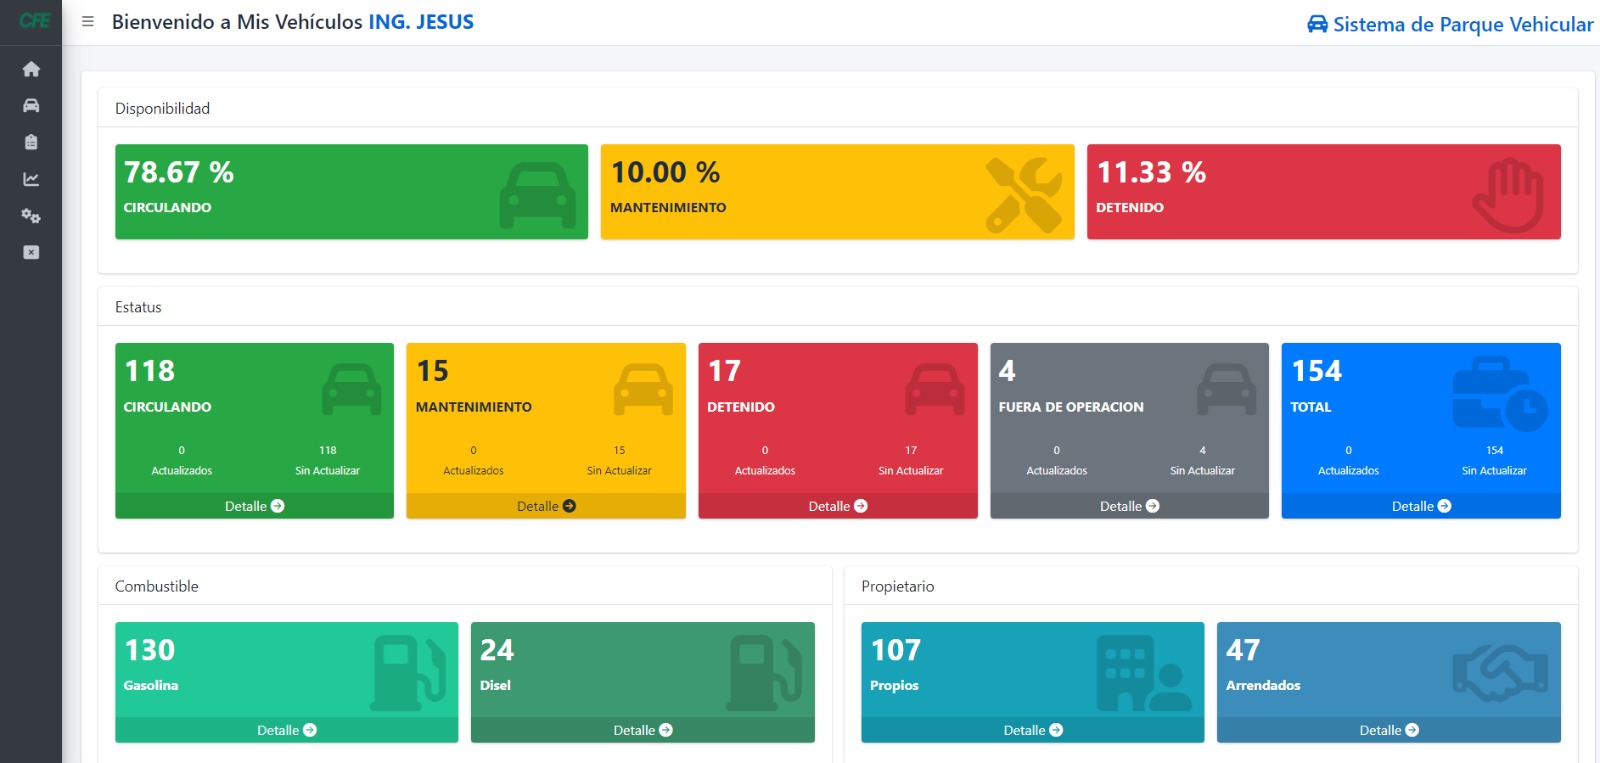 CFE
Bienvenido a Mis Vehículos ING. JESUS
Sistema de Parque Vehicular
Disponibilidad
78.67 %
CIRCULANDO
10.00 %
MANTENIMIENTO
11.33 %
DETENIDO
Estatus
118
CIRCULANDO
0 118
Actualizados Sin Actualizar
Detalle
15
MANTENIMIENTO
0 15
Actualizados Sin Actualizar
Detalle
17
DETENIDO
0 17
Actualizados Sin Actualizar
Detalle
4
FUERA DE OPERACION
0 4
Actualizados Sin Actualizar
Detalle
154
TOTAL
0 154
Actualizados Sin Actualizar
Detalle
Combustible
130
Gasolina
Detalle
24
Disel
Detalle
Propietario
107
Propios
Detalle
47
Arrendados
Detalle